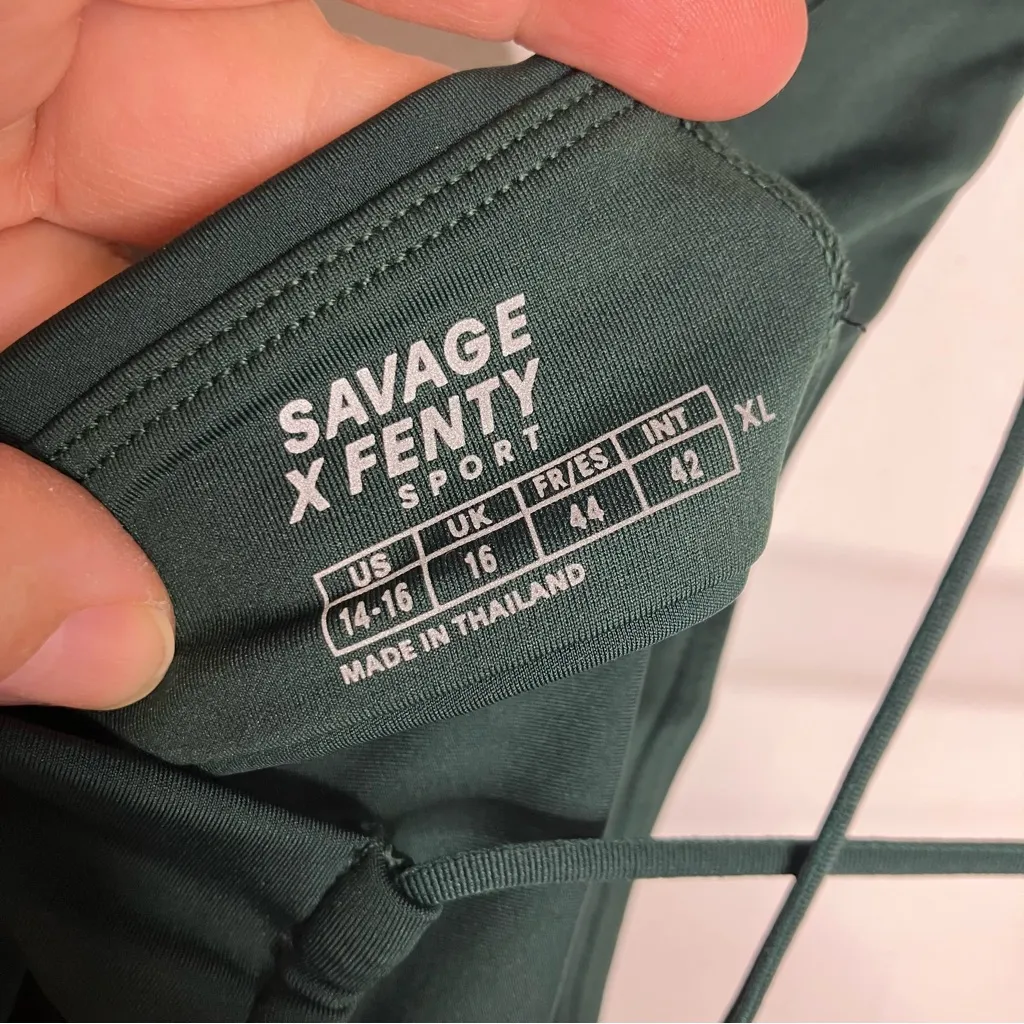 SAVAGE
X FENTY
SPORT
US UK FR/ES INT XL
14-16 16 44 42
MADE IN THAILAND